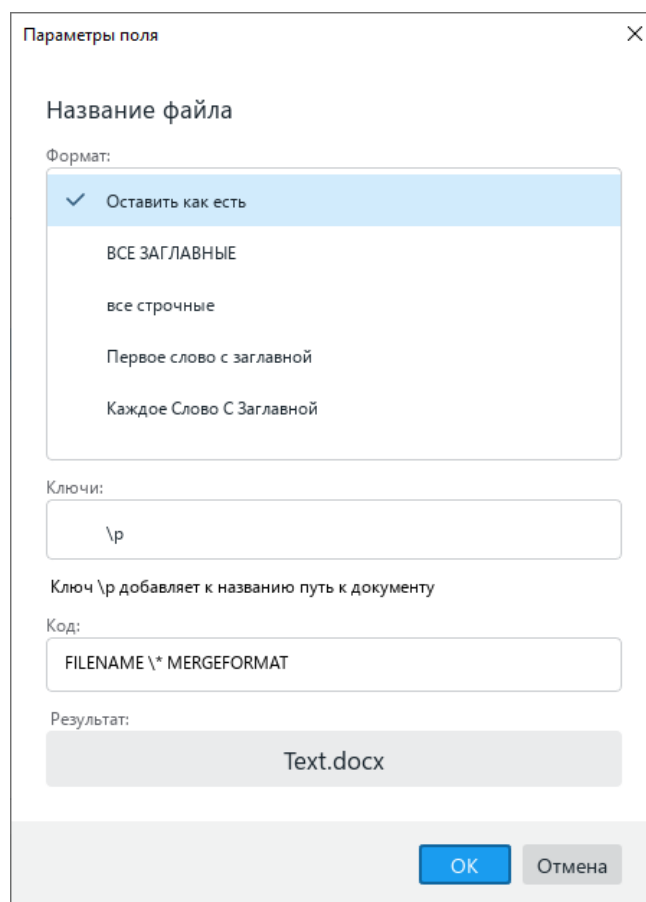 Параметры поля
Название файла
Формат:
Оставить как есть
ВСЕ ЗАГЛАВНЫЕ
все строчные
Первое слово с заглавной
Каждое Слово С Заглавной
Ключи:
\p
Ключ \p добавляет к названию путь к документу
Код:
FILENAME \* MERGEFORMAT
Результат:
Text.docx
ОК Отмена